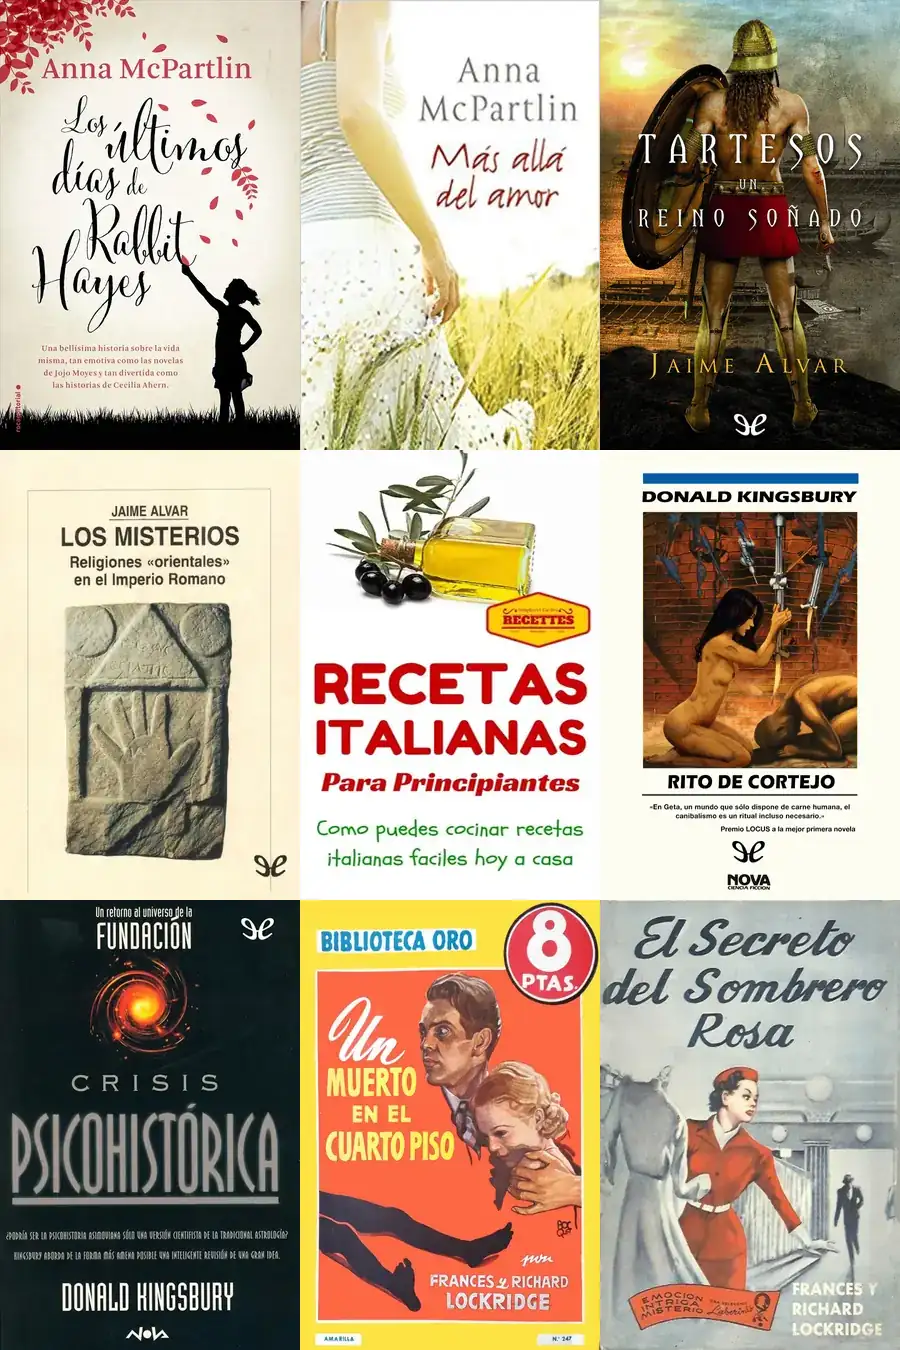 Anna McPartlin
Los últimos
días de
Rabbit
Hayes
Una bellísima historia sobre la vida
misma, tan emotiva como las novelas
de Jojo Moyes y tan divertida como
las historias de Cecilia Ahern.
rocaeditorial
Anna
McPartlin
Más allá
del amor
TARTESOS
UN
REINO SOÑADO
JAIME ALVAR
JAIME ALVAR
LOS MISTERIOS
Religiones «orientales»
en el Imperio Romano
RECETTES
RECETAS
ITALIANAS
Para Principiantes
Como puedes cocinar recetas
italianas faciles hoy a casa
DONALD KINGSBURY
RITO DE CORTEJO
«En Geta, un mundo que sólo dispone de carne humana, el
canibalismo es un ritual incluso necesario.»
Premio LOCUS a la mejor primera novela
NOVA
CIENCIA FICCION
Un retorno al universo de la
FUNDACIÓN
CRISIS
PSICOHISTÓRICA
¿PODRÍA SER LA PSICOHISTORIA ASIMOVIANA SÓLO UNA VERSIÓN CIENTIFISTA DE LA TRADICIONAL ASTROLOGÍA?
KINGSBURY ABORDA DE LA FORMA MÁS AMENA POSIBLE UNA INTELIGENTE REVISIÓN DE UNA GRAN IDEA.
DONALD KINGSBURY
NOVA
BIBLIOTECA ORO
8
PTAS.
Un
MUERTO
EN EL
CUARTO PISO
por
FRANCES y RICHARD
LOCKRIDGE
AMARILLA
N.º 247
El Secreto
del Sombrero
Rosa
EMOCION
INTRIGA
MISTERIO
Laberinto
FRANCES Y
RICHARD
LOCKRIDGE